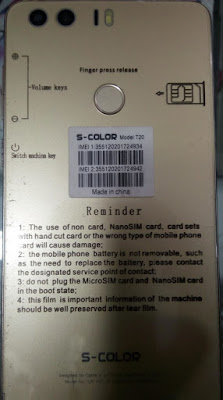 Finger press release
Volume keys
Switch machine key
S-COLOR Model:T20
IMEI 1:355120201724934
IMEI 2:355120201724942
Made in china
Reminder
1: The use of non card, NanoSIM card, card sets
with hand cut card or the wrong type of mobile phone
card will cause damage;
2: the mobile phone battery is not removable, such
as the need to replace the battery, please contact
the designated service point of contact;
3: do not plug the MicroSIM card and NanoSIM card
in the boot state;
4: this film is important information of the machine
should be well preserved after tear film.
S-COLOR